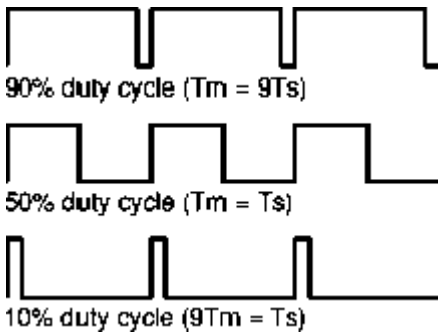 90% duty cycle (Tm = 9Ts)
50% duty cycle (Tm = Ts)
10% duty cycle (9Tm = Ts)